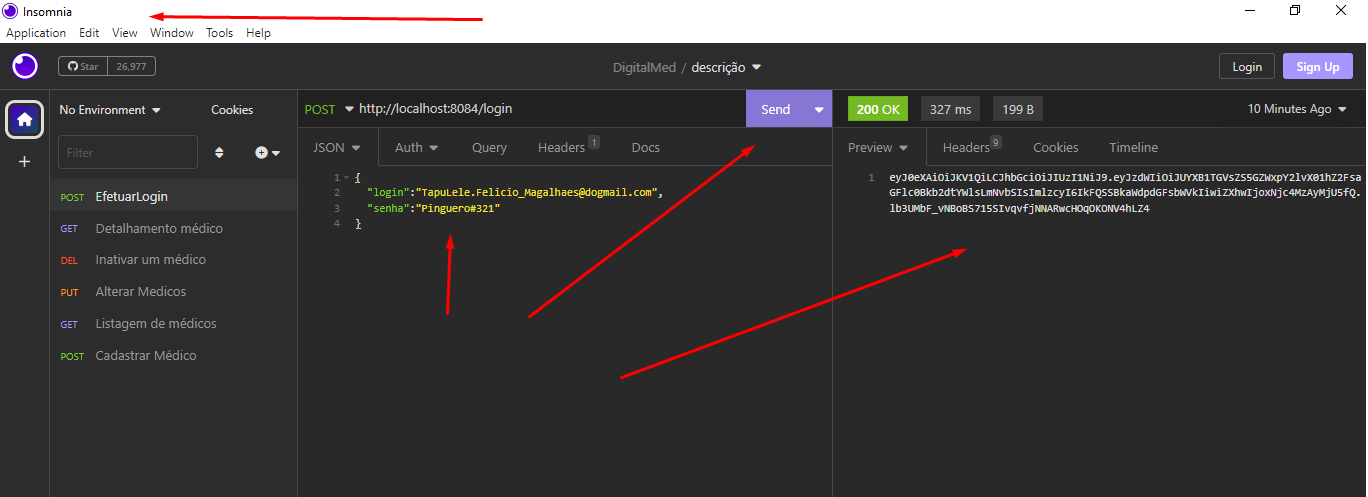 Insomnia
Application Edit View Window Tools Help
Star 26,977
DigitalMed / descrição
Login Sign Up
No Environment Cookies
POST http://localhost:8084/login Send
200 OK 327 ms 199 B 10 Minutes Ago
Filter
JSON Auth Query Headers 1 Docs
Preview Headers 9 Cookies Timeline
POST EfetuarLogin
GET Detalhamento médico
DEL Inativar um médico
PUT Alterar Medicos
GET Listagem de médicos
POST Cadastrar Médico
1 {
2 "login":"TapuLele.Felicio_Magalhaes@dogmail.com",
3 "senha":"Pinguero#321"
4 }
1 eyJ0eXAiOiJKV1QiLCJhbGciOiJIUzI1NiJ9.eyJzdWIiOiJUYXB1TGVsZS5GZWxpY2lvX01hZ2Fsa
GFlc0Bkb2dtYWlsLmNvbSIsImlzcyI6IkFQSSBkaWdpdGFsbWVkIiwiZXhwIjoxNjc4MzAyMjU5fQ.
lb3UMbF_vNBoBS715SIvqvfjNNARwcHOqOKONV4hLZ4